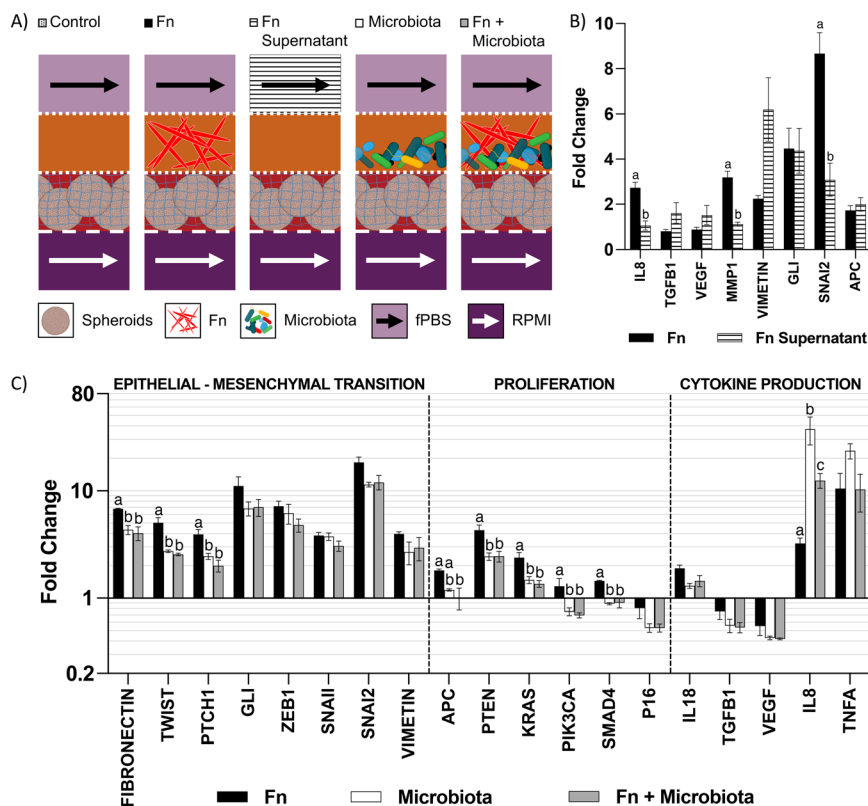 A)
Control
Fn
Fn
Supernatant
Microbiota
Fn +
Microbiota
Spheroids
Fn
Microbiota
fPBS
RPMI
B)
Fold Change
10
8
6
4
2
0
a
b
a
b
a
b
IL8
TGFB1
VEGF
MMP1
VIMETIN
GLI
SNAI2
APC
Fn
Fn Supernatant
C)
EPITHELIAL - MESENCHYMAL TRANSITION
PROLIFERATION
CYTOKINE PRODUCTION
Fold Change
80
10
1
0.2
a
b b
a
b b
a
b
b
a
a
b
b
a
b b
a
b b
a
b b
a
b b
a
b
c
FIBRONECTIN
TWIST
PTCH1
GLI
ZEB1
SNAII
SNAI2
VIMETIN
APC
PTEN
KRAS
PIK3CA
SMAD4
P16
IL18
TGFB1
VEGF
IL8
TNFA
Fn
Microbiota
Fn + Microbiota